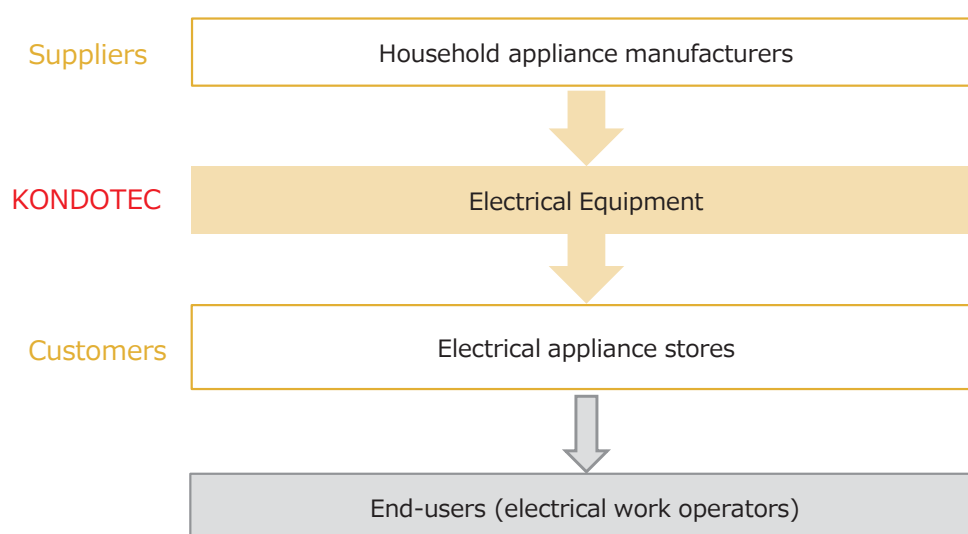 Suppliers
Household appliance manufacturers
KONDOTEC
Electrical Equipment
Customers
Electrical appliance stores
End-users (electrical work operators)